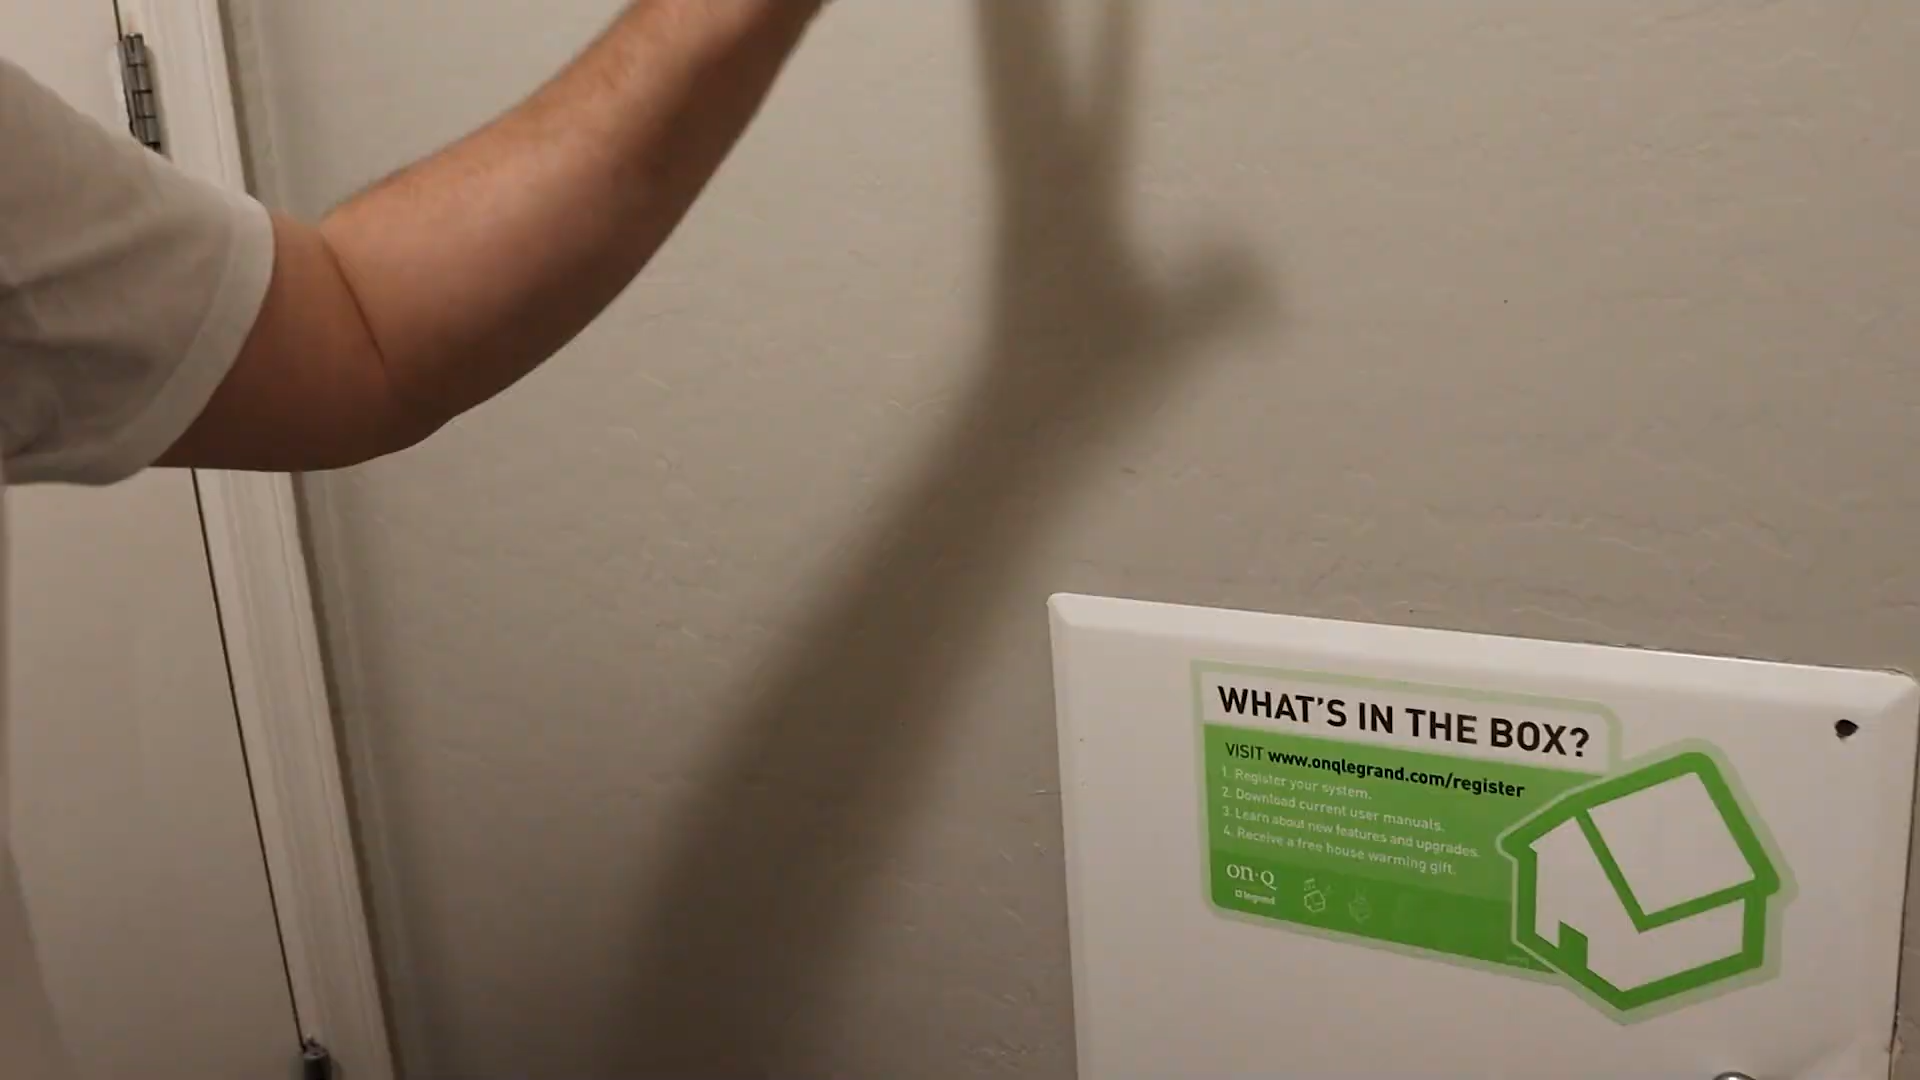 WHAT'S IN THE BOX?
VISIT www.onqlegrand.com/register
1. Register your system.
2. Download current user manuals.
3. Learn about new features and upgrades.
4. Receive a free house warming gift.
on·Q
legrand